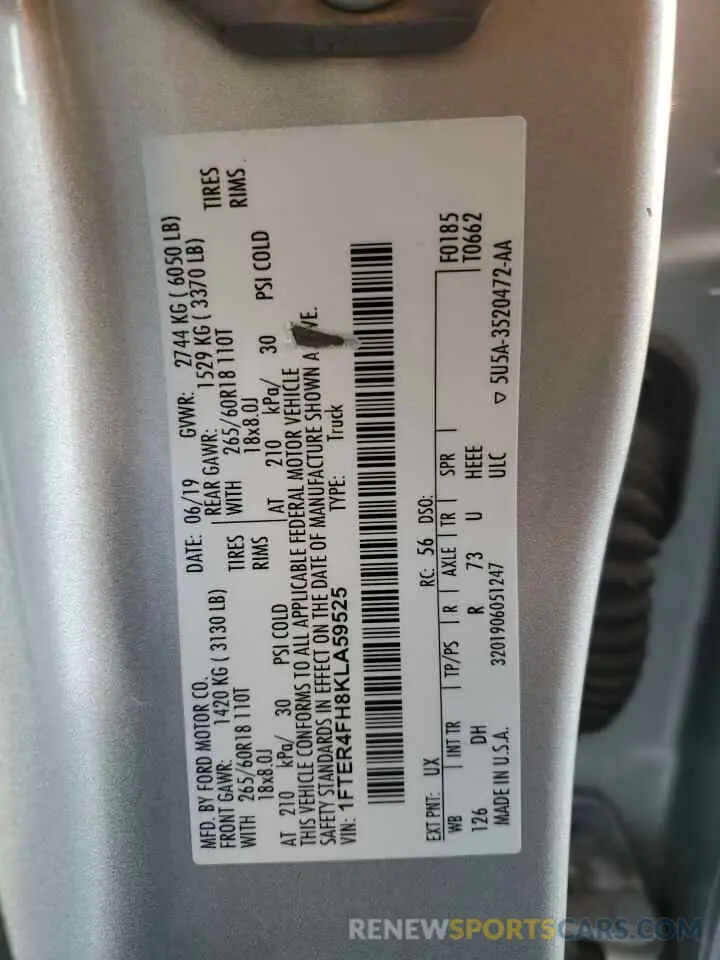 MFD. BY FORD MOTOR CO.
DATE: 06/19 GVWR: 2744 KG ( 6050 LB)
FRONT GAWR: 1420 KG ( 3130 LB) REAR GAWR: 1529 KG ( 3370 LB)
WITH 265/60R18 110T TIRES WITH 265/60R18 110T TIRES
18x8.0J RIMS 18x8.0J RIMS
AT 210 kPa/ 30 PSI COLD AT 210 kPa/ 30 PSI COLD
THIS VEHICLE CONFORMS TO ALL APPLICABLE FEDERAL MOTOR VEHICLE
SAFETY STANDARDS IN EFFECT ON THE DATE OF MANUFACTURE SHOWN A VE.
VIN: 1FTER4FH8KLA59525 TYPE: Truck
EXT PNT: UX RC: 56 DSO:
WB INT TR TP/PS R AXLE TR SPR F0185
126 DH R 73 U HEEE T0662
MADE IN U.S.A. 3201906051247 ULC ▽ 5U5A-3520472-AA
RENEWSPORTSCARS.COM